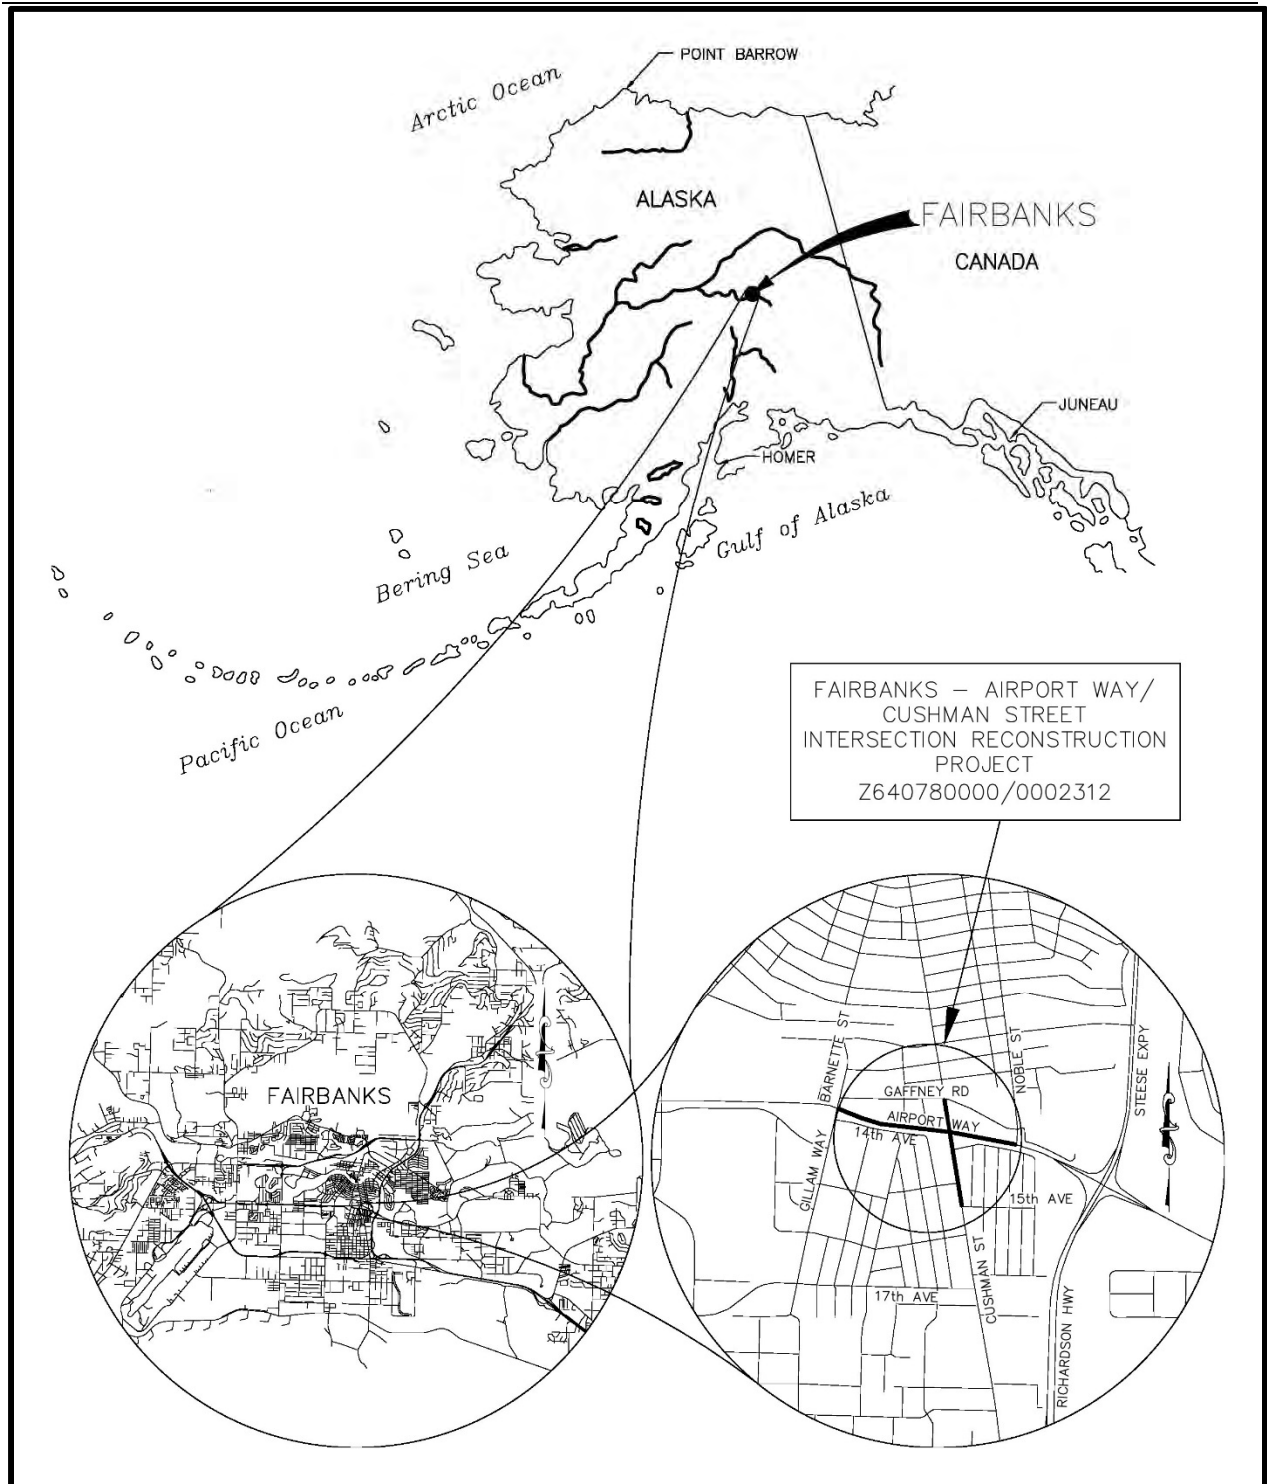 POINT BARROW
Arctic Ocean
ALASKA
FAIRBANKS
CANADA
JUNEAU
HOMER
Gulf of Alaska
Bering Sea
Pacific Ocean
FAIRBANKS – AIRPORT WAY/
CUSHMAN STREET
INTERSECTION RECONSTRUCTION
PROJECT
Z640780000/0002312
FAIRBANKS
BARNETTE ST
NOBLE ST
STEESE EXPY
GAFFNEY RD
AIRPORT WAY
14th AVE
GILLAM WAY
15th AVE
CUSHMAN ST
17th AVE
RICHARDSON HWY